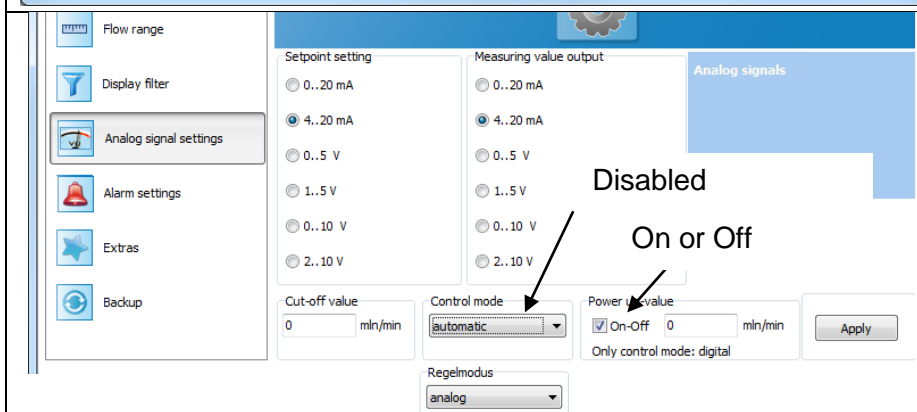 Flow range
Display filter
Analog signal settings
Alarm settings
Extras
Backup
Setpoint setting
0..20 mA
4..20 mA
0..5 V
1..5 V
0..10 V
2..10 V
Measuring value output
0..20 mA
4..20 mA
0..5 V
1..5 V
0..10 V
2..10 V
Analog signals
Disabled
On or Off
Cut-off value
0 mln/min
Control mode
automatic
Power value
On-Off 0 mln/min
Only control mode: digital
Apply
Regelmodus
analog